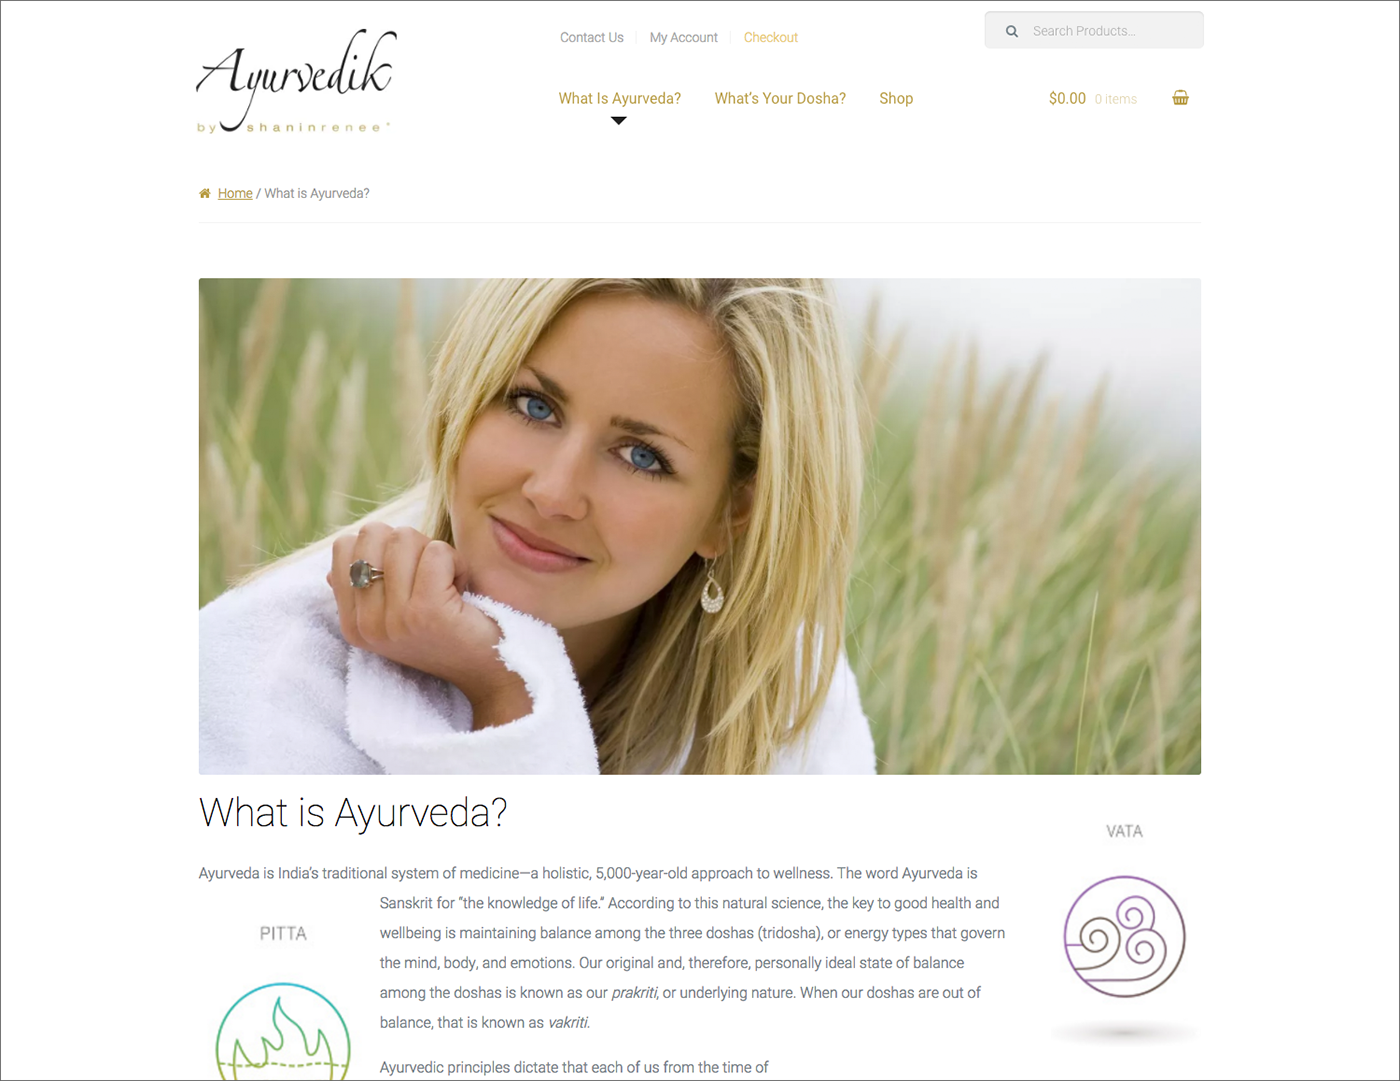 Ayurvedik
by shaninrenee
Contact Us
My Account
Checkout
Search Products...
What Is Ayurveda?
What's Your Dosha?
Shop
$0.00 0 items
Home / What is Ayurveda?
What is Ayurveda?
VATA
Ayurveda is India's traditional system of medicine—a holistic, 5,000-year-old approach to wellness. The word Ayurveda is
Sanskrit for "the knowledge of life." According to this natural science, the key to good health and
PITTA
wellbeing is maintaining balance among the three doshas (tridosha), or energy types that govern
the mind, body, and emotions. Our original and, therefore, personally ideal state of balance
among the doshas is known as our prakriti, or underlying nature. When our doshas are out of
balance, that is known as vakriti.
Ayurvedic principles dictate that each of us from the time of